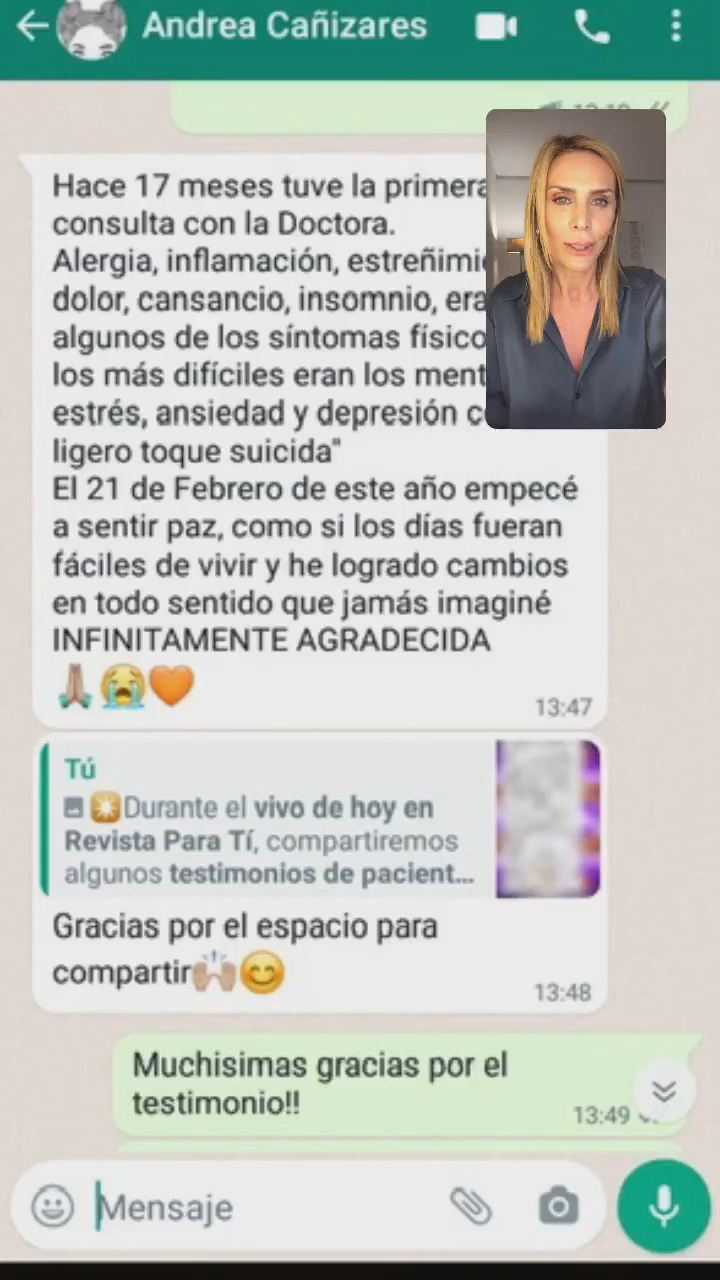 Andrea Cañizares
Hace 17 meses tuve la primera
consulta con la Doctora.
Alergia, inflamación,
dolor, cansancio, insomnio,
algunos de los síntomas
los más difíciles eran los
estrés, ansiedad y depresión
ligero toque suicida"
El 21 de Febrero de este año empecé
a sentir paz, como si los días fueran
fáciles de vivir y he logrado cambios
en todo sentido que jamás imaginé
INFINITAMENTE AGRADECIDA
🙏🏼😭🧡
13:47
Tú
Durante el vivo de hoy en
Revista Para Tí, compartiremos
algunos testimonios de pacient...
Gracias por el espacio para
compartir🙌🏼😊
13:48
Muchisimas gracias por el
testimonio!!
13:49
Mensaje